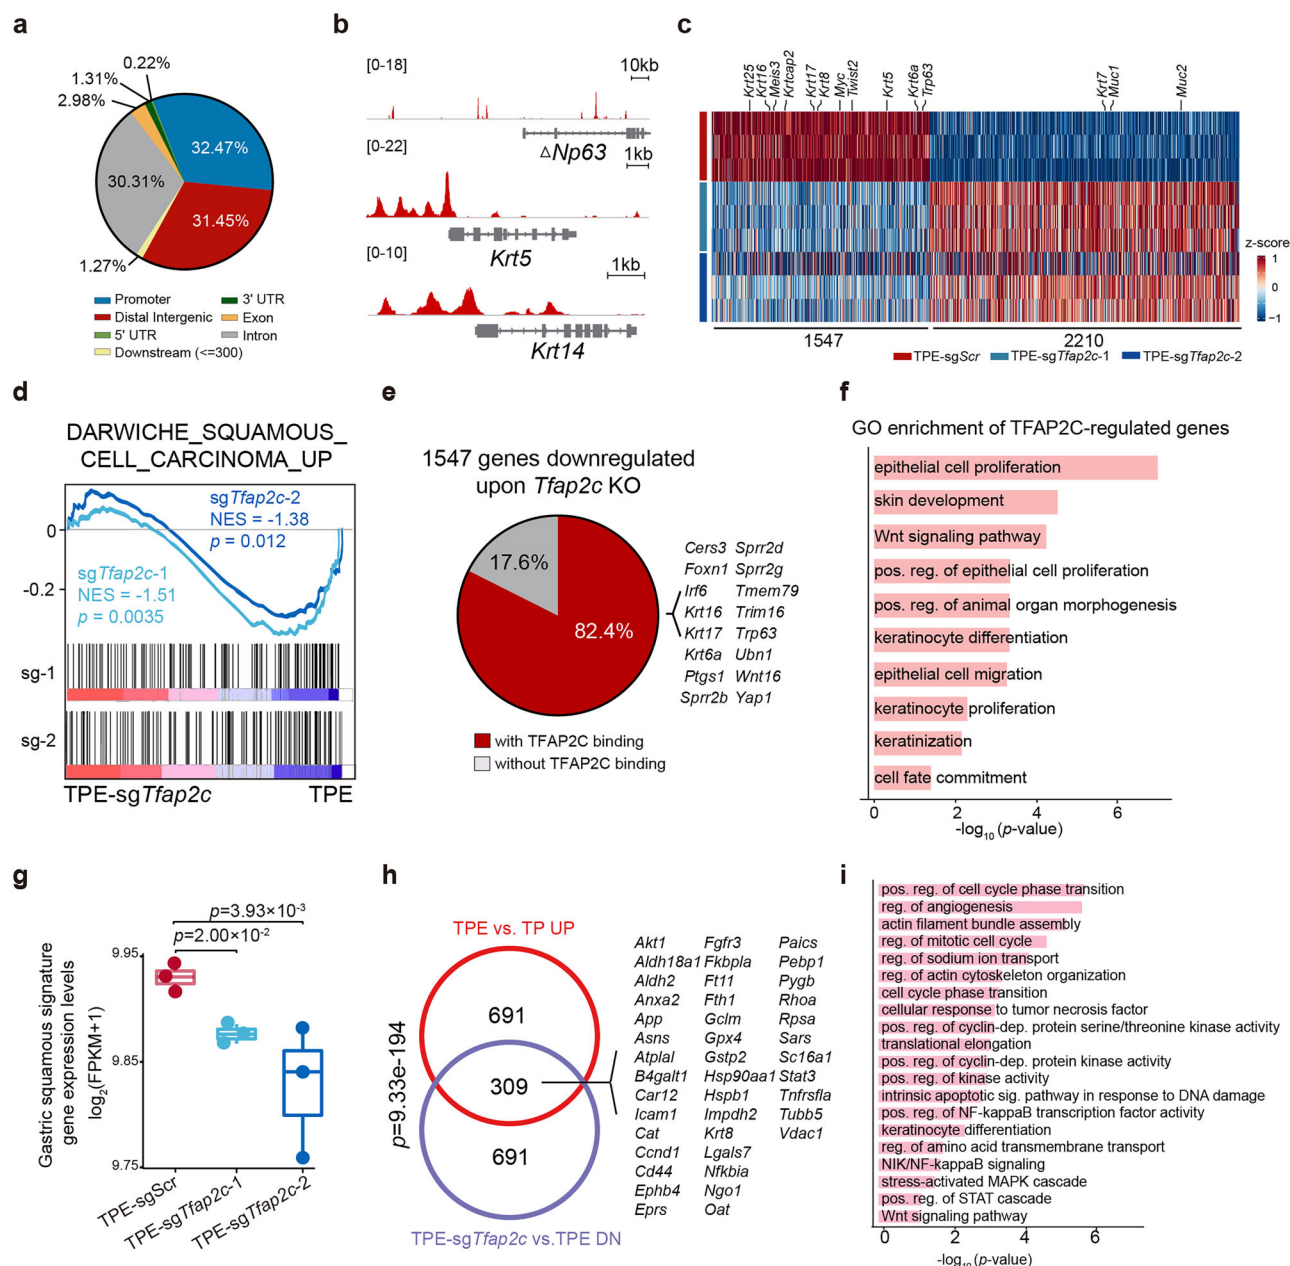 a
0.22%
1.31%
2.98%
32.47%
30.31%
31.45%
1.27%
Promoter
3' UTR
Distal Intergenic
Exon
5' UTR
Intron
Downstream (<=300)
b
[0-18]
10kb
ΔNp63
[0-22]
1kb
Krt5
[0-10]
1kb
Krt14
c
Krt25
Krt16
Meis3
Krtcap2
Krt17
Krt8
Myc
Twist2
Krt5
Krt6a
Trp63
Krt7
Muc1
Muc2
z-score
1
0
−1
1547
2210
TPE-sgScr
TPE-sgTfap2c-1
TPE-sgTfap2c-2
d
DARWICHE_SQUAMOUS_
CELL_CARCINOMA_UP
sgTfap2c-2
NES = -1.38
p = 0.012
0
-0.2
sgTfap2c-1
NES = -1.51
p = 0.0035
sg-1
sg-2
TPE-sgTfap2c
TPE
e
1547 genes downregulated
upon Tfap2c KO
17.6%
82.4%
Cers3 Sprr2d
Foxn1 Sprr2g
Irf6 Tmem79
Krt16 Trim16
Krt17 Trp63
Krt6a Ubn1
Ptgs1 Wnt16
Sprr2b Yap1
with TFAP2C binding
without TFAP2C binding
f
GO enrichment of TFAP2C-regulated genes
epithelial cell proliferation
skin development
Wnt signaling pathway
pos. reg. of epithelial cell proliferation
pos. reg. of animal organ morphogenesis
keratinocyte differentiation
epithelial cell migration
keratinocyte proliferation
keratinization
cell fate commitment
0 2 4 6
-log10 (p-value)
g
p=3.93×10-3
p=2.00×10-2
9.95
9.85
9.75
Gastric squamous signature
gene expression levels
log2(FPKM+1)
TPE-sgScr
TPE-sgTfap2c-1
TPE-sgTfap2c-2
h
TPE vs. TP UP
691
309
691
p=9.33e-194
TPE-sgTfap2c vs.TPE DN
Akt1 Fgfr3 Paics
Aldh18a1 Fkbpla Pebp1
Aldh2 Ft11 Pygb
Anxa2 Fth1 Rhoa
App Gclm Rpsa
Asns Gpx4 Sars
Atplal Gstp2 Sc16a1
B4galt1 Hsp90aa1 Stat3
Car12 Hspb1 Tnfrsfla
Icam1 Impdh2 Tubb5
Cat Krt8 Vdac1
Ccnd1 Lgals7
Cd44 Nfkbia
Ephb4 Ngo1
Eprs Oat
i
pos. reg. of cell cycle phase transition
reg. of angiogenesis
actin filament bundle assembly
reg. of mitotic cell cycle
reg. of sodium ion transport
reg. of actin cytoskeleton organization
cell cycle phase transition
cellular response to tumor necrosis factor
pos. reg. of cyclin-dep. protein serine/threonine kinase activity
translational elongation
pos. reg. of cyclin-dep. protein kinase activity
pos. reg. of kinase activity
intrinsic apoptotic sig. pathway in response to DNA damage
pos. reg. of NF-kappaB transcription factor activity
keratinocyte differentiation
reg. of amino acid transmembrane transport
NIK/NF-kappaB signaling
stress-activated MAPK cascade
pos. reg. of STAT cascade
Wnt signaling pathway
0 2 4 6
-log10 (p-value)